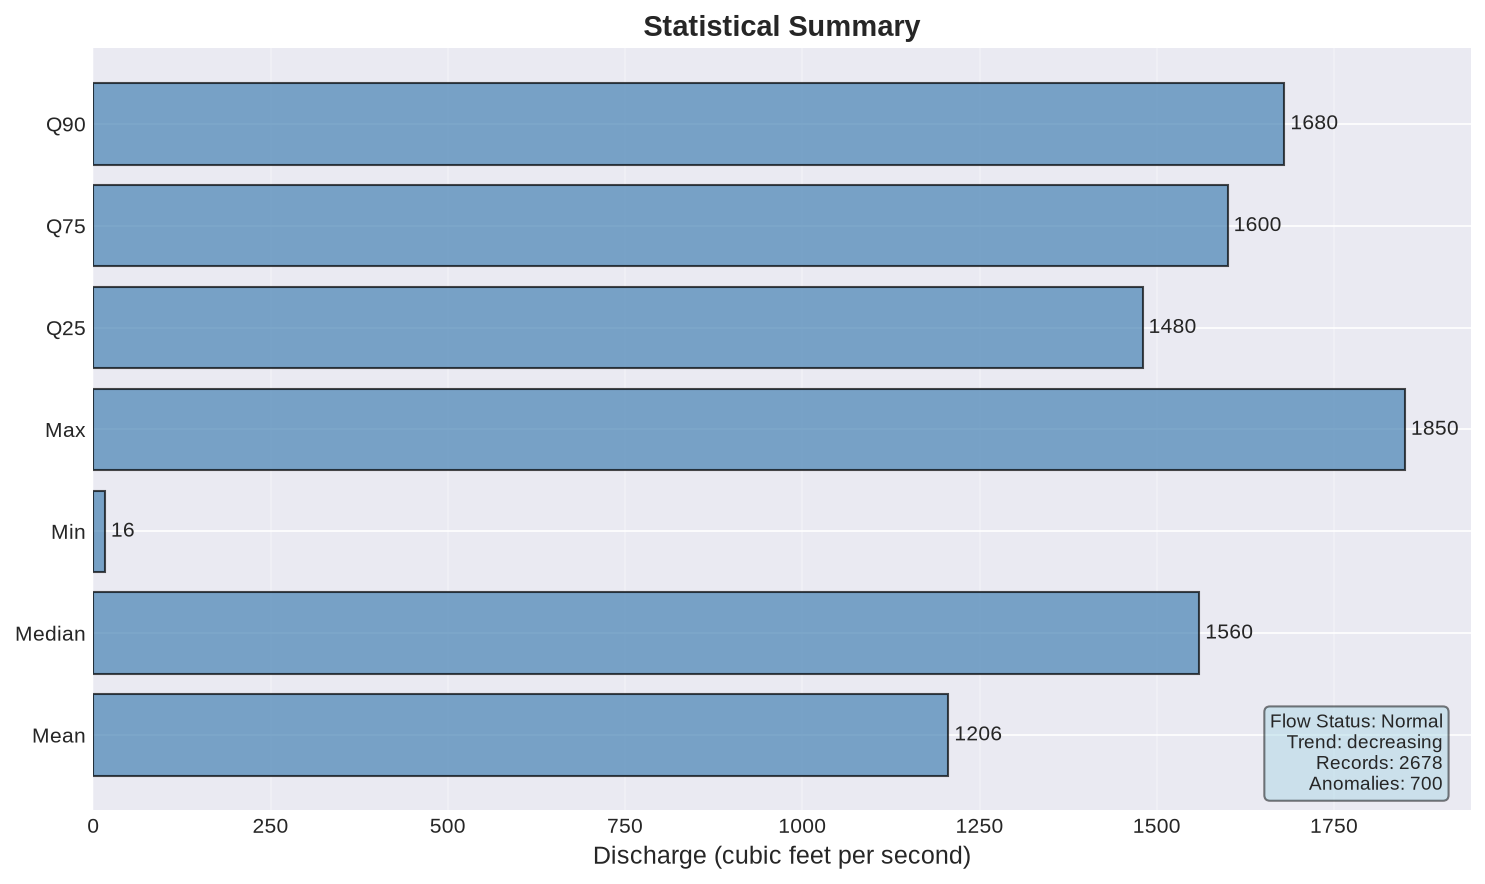 Statistical Summary
Q90
1680
Q75
1600
Q25
1480
Max
1850
Min
16
Median
1560
Mean
1206
Flow Status: Normal
Trend: decreasing
Records: 2678
Anomalies: 700
0 250 500 750 1000 1250 1500 1750
Discharge (cubic feet per second)